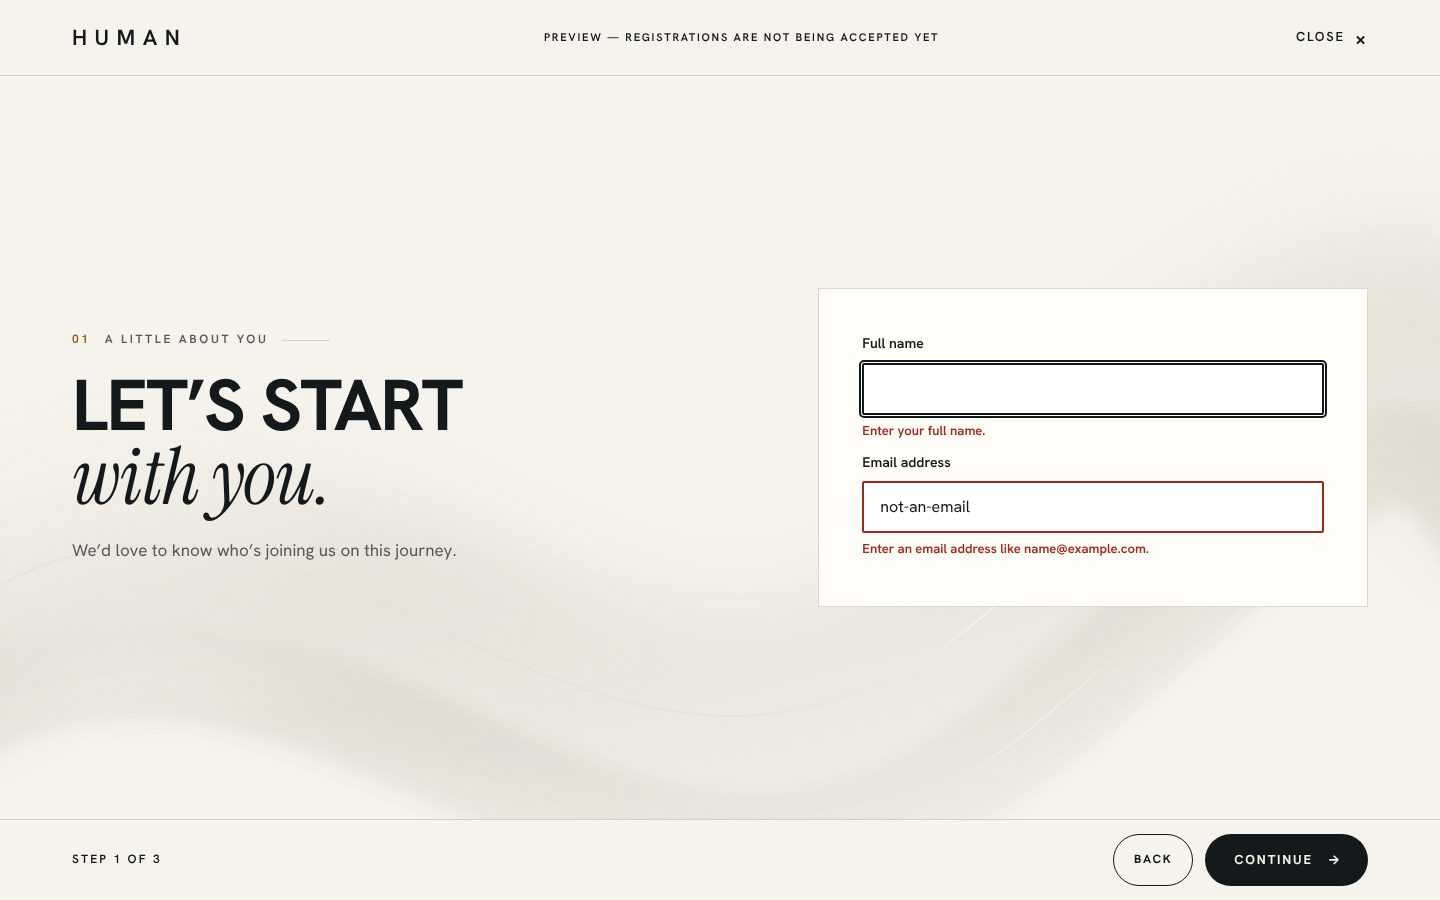 HUMAN
PREVIEW — REGISTRATIONS ARE NOT BEING ACCEPTED YET
CLOSE ×
01 A LITTLE ABOUT YOU
LET’S START
with you.
We’d love to know who’s joining us on this journey.
Full name
Enter your full name.
Email address
not-an-email
Enter an email address like name@example.com.
STEP 1 OF 3
BACK
CONTINUE →